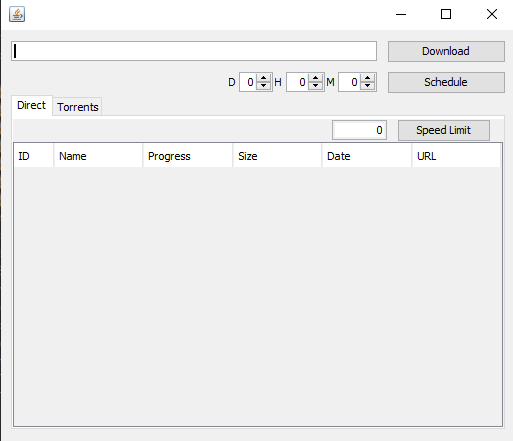 Download
D 0 H 0 M 0 Schedule
Direct Torrents
0 Speed Limit
ID Name Progress Size Date URL